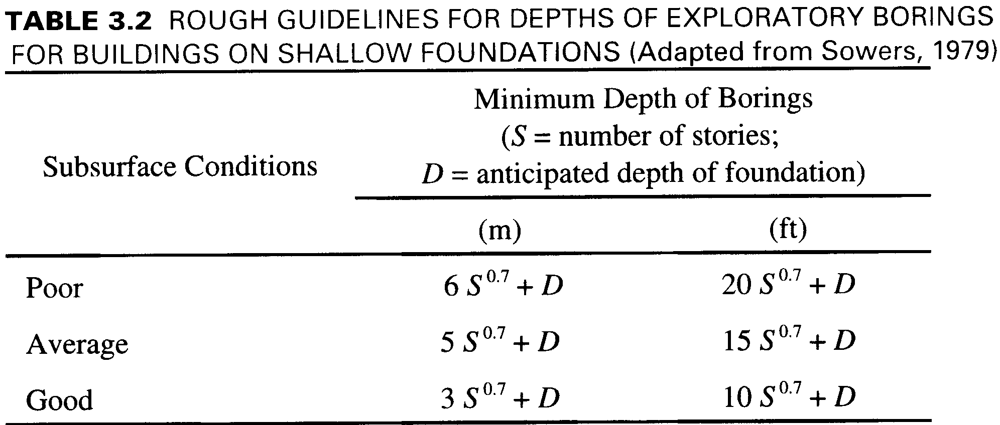 TABLE 3.2 ROUGH GUIDELINES FOR DEPTHS OF EXPLORATORY BORINGS
FOR BUILDINGS ON SHALLOW FOUNDATIONS (Adapted from Sowers, 1979)
Subsurface Conditions
Minimum Depth of Borings
(S = number of stories;
D = anticipated depth of foundation)
(m) (ft)
Poor 6 S^0.7 + D 20 S^0.7 + D
Average 5 S^0.7 + D 15 S^0.7 + D
Good 3 S^0.7 + D 10 S^0.7 + D